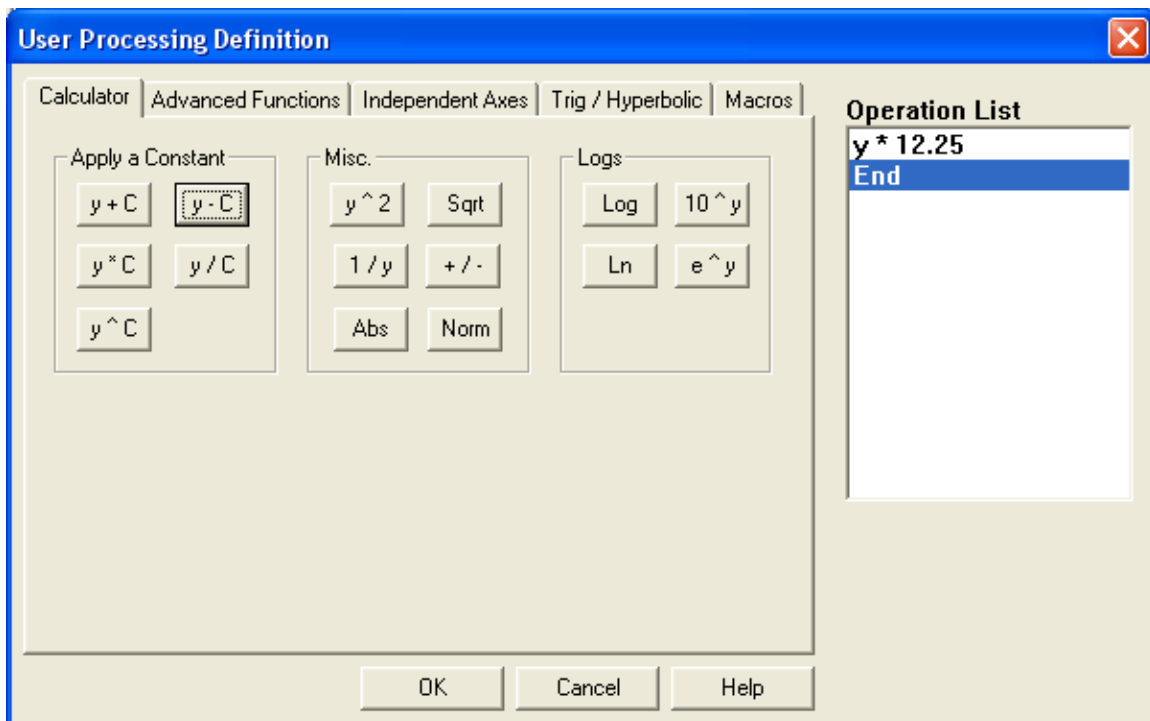 User Processing Definition
Calculator Advanced Functions Independent Axes Trig / Hyperbolic Macros
Apply a Constant
y + C y - C
y * C y / C
y ^ C
Misc.
y ^ 2 Sqrt
1 / y + / -
Abs Norm
Logs
Log 10 ^ y
Ln e ^ y
Operation List
y * 12.25
End
OK Cancel Help